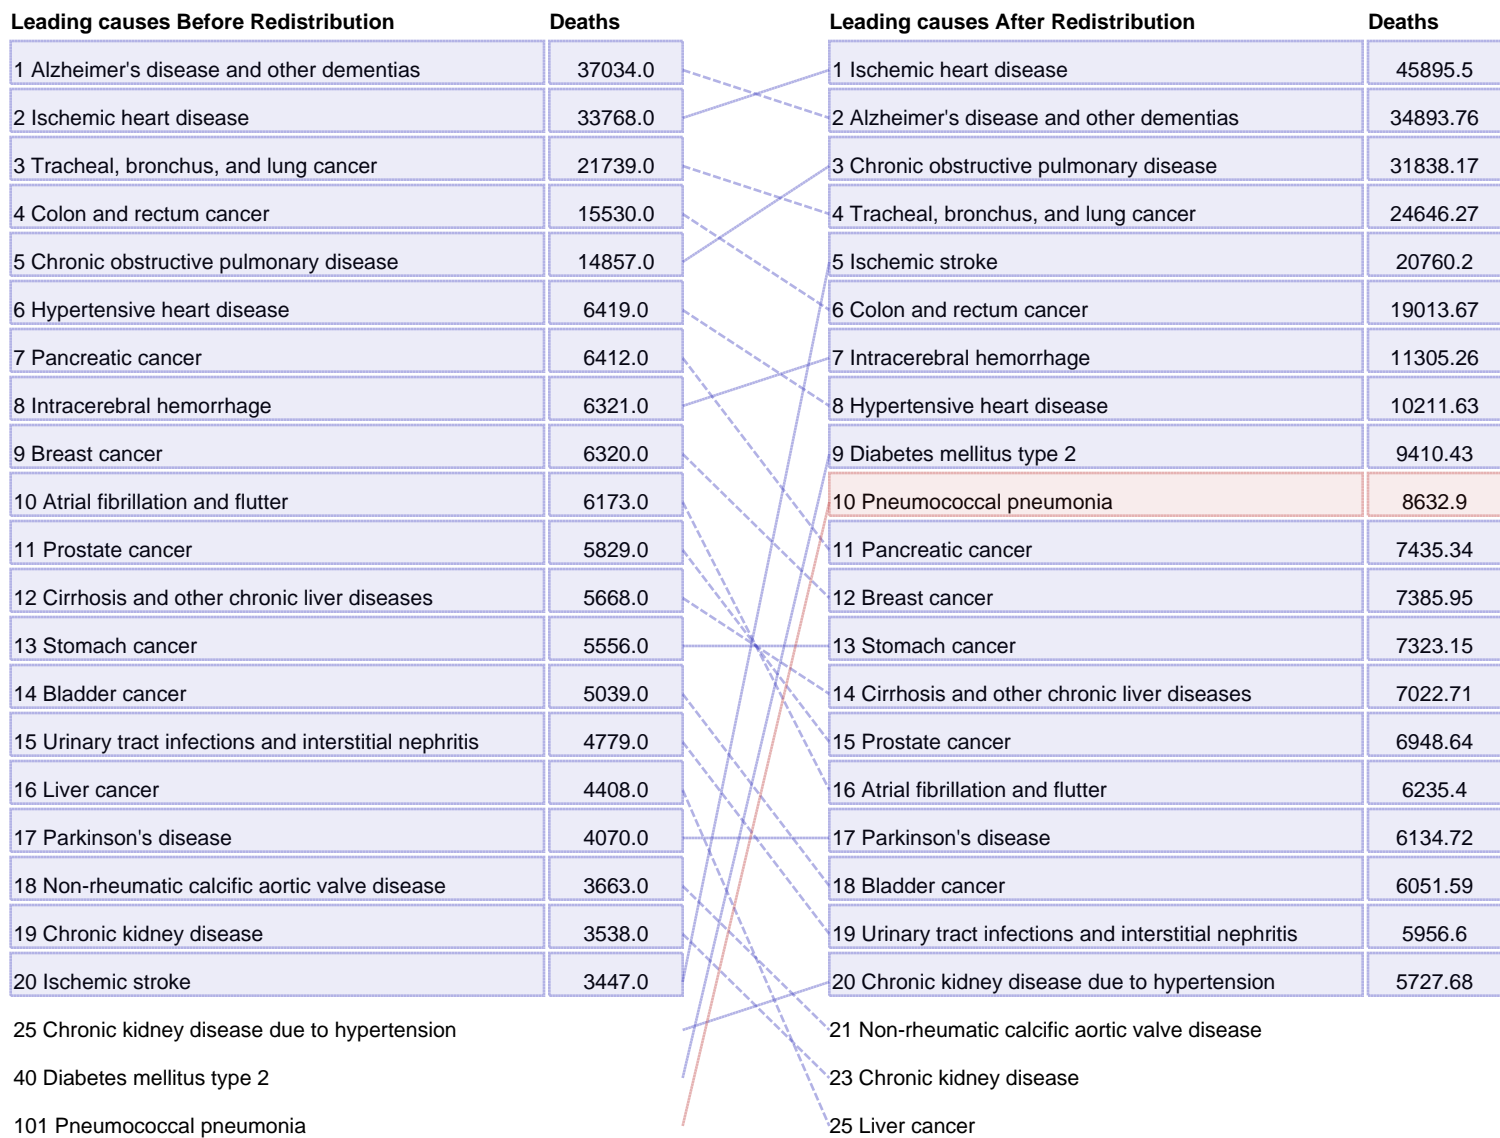 Leading causes Before Redistribution Deaths Leading causes After Redistribution Deaths
1 Alzheimer's disease and other dementias 37034.0 1 Ischemic heart disease 45895.5
2 Ischemic heart disease 33768.0 2 Alzheimer's disease and other dementias 34893.76
3 Tracheal, bronchus, and lung cancer 21739.0 3 Chronic obstructive pulmonary disease 31838.17
4 Colon and rectum cancer 15530.0 4 Tracheal, bronchus, and lung cancer 24646.27
5 Chronic obstructive pulmonary disease 14857.0 5 Ischemic stroke 20760.2
6 Hypertensive heart disease 6419.0 6 Colon and rectum cancer 19013.67
7 Pancreatic cancer 6412.0 7 Intracerebral hemorrhage 11305.26
8 Intracerebral hemorrhage 6321.0 8 Hypertensive heart disease 10211.63
9 Breast cancer 6320.0 9 Diabetes mellitus type 2 9410.43
10 Atrial fibrillation and flutter 6173.0 10 Pneumococcal pneumonia 8632.9
11 Prostate cancer 5829.0 11 Pancreatic cancer 7435.34
12 Cirrhosis and other chronic liver diseases 5668.0 12 Breast cancer 7385.95
13 Stomach cancer 5556.0 13 Stomach cancer 7323.15
14 Bladder cancer 5039.0 14 Cirrhosis and other chronic liver diseases 7022.71
15 Urinary tract infections and interstitial nephritis 4779.0 15 Prostate cancer 6948.64
16 Liver cancer 4408.0 16 Atrial fibrillation and flutter 6235.4
17 Parkinson's disease 4070.0 17 Parkinson's disease 6134.72
18 Non-rheumatic calcific aortic valve disease 3663.0 18 Bladder cancer 6051.59
19 Chronic kidney disease 3538.0 19 Urinary tract infections and interstitial nephritis 5956.6
20 Ischemic stroke 3447.0 20 Chronic kidney disease due to hypertension 5727.68
25 Chronic kidney disease due to hypertension 21 Non-rheumatic calcific aortic valve disease
40 Diabetes mellitus type 2 23 Chronic kidney disease
101 Pneumococcal pneumonia 25 Liver cancer